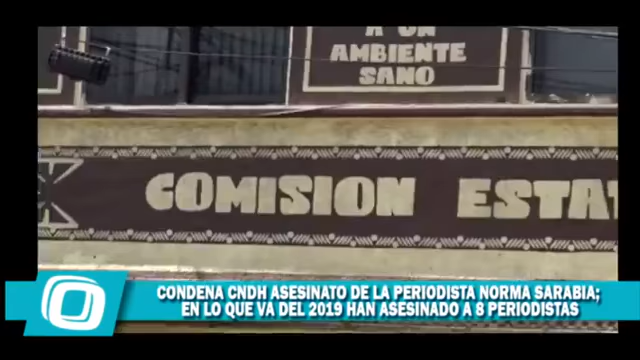 A UN
AMBIENTE
SANO
COMISION ESTAT
CONDENA CNDH ASESINATO DE LA PERIODISTA NORMA SARABIA;
EN LO QUE VA DEL 2019 HAN ASESINADO A 8 PERIODISTAS